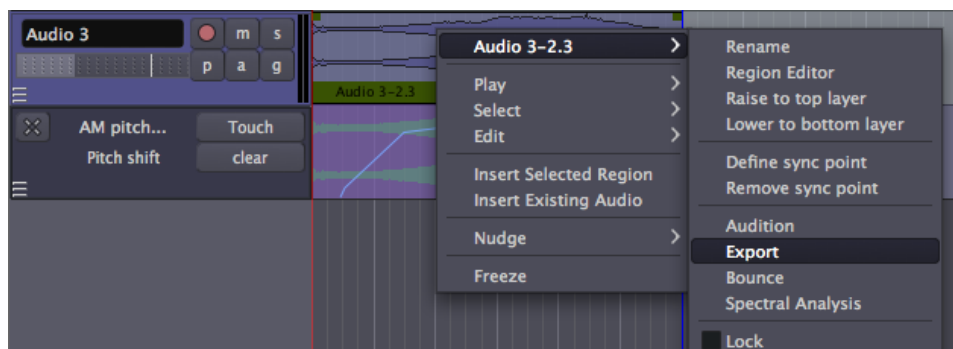 Audio 3
m s
p a g
Audio 3-2.3
AM pitch...
Touch
Pitch shift
clear
Audio 3-2.3
Play
Select
Edit
Insert Selected Region
Insert Existing Audio
Nudge
Freeze
Rename
Region Editor
Raise to top layer
Lower to bottom layer
Define sync point
Remove sync point
Audition
Export
Bounce
Spectral Analysis
Lock